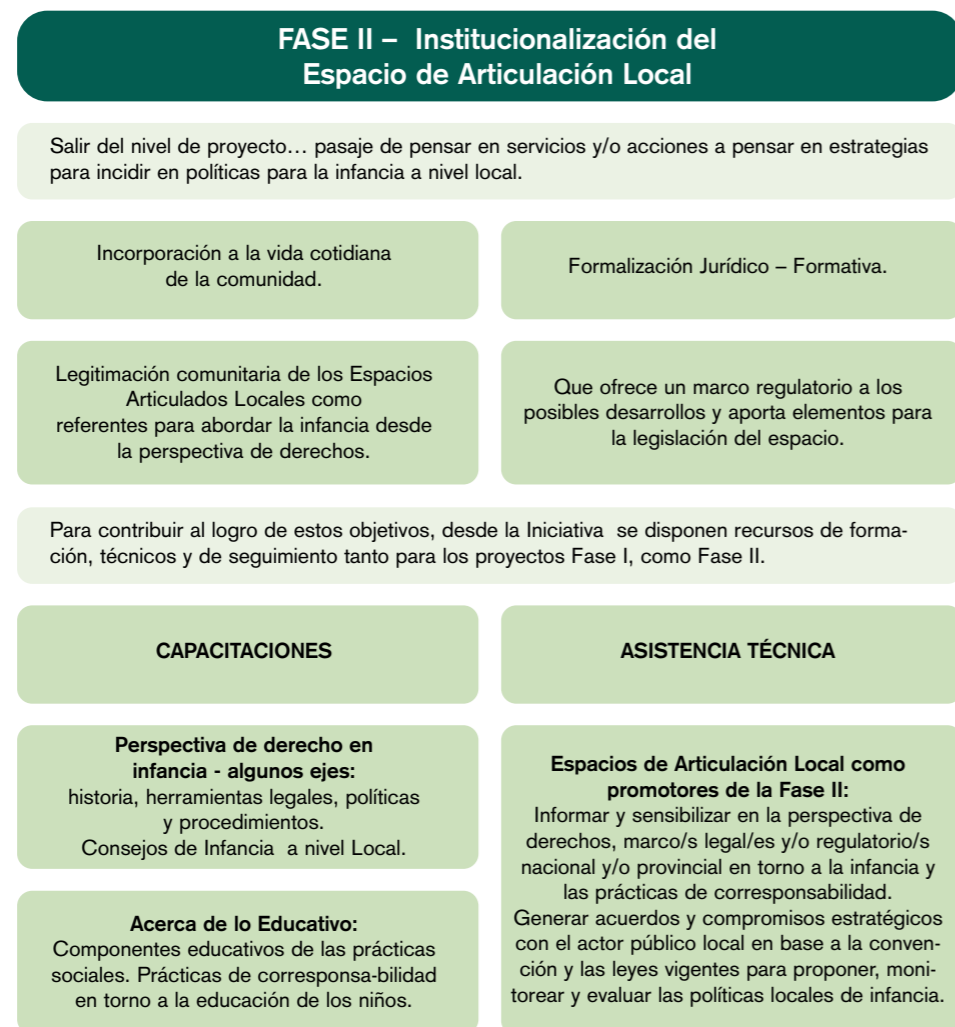 FASE II – Institucionalización del
Espacio de Articulación Local
Salir del nivel de proyecto… pasaje de pensar en servicios y/o acciones a pensar en estrategias
para incidir en políticas para la infancia a nivel local.
Incorporación a la vida cotidiana
de la comunidad.
Formalización Jurídico – Formativa.
Legitimación comunitaria de los Espacios
Articulados Locales como
referentes para abordar la infancia desde
la perspectiva de derechos.
Que ofrece un marco regulatorio a los
posibles desarrollos y aporta elementos para
la legislación del espacio.
Para contribuir al logro de estos objetivos, desde la Iniciativa se disponen recursos de forma-
ción, técnicos y de seguimiento tanto para los proyectos Fase I, como Fase II.
CAPACITACIONES
ASISTENCIA TÉCNICA
Perspectiva de derecho en
infancia - algunos ejes:
historia, herramientas legales, políticas
y procedimientos.
Consejos de Infancia a nivel Local.
Acerca de lo Educativo:
Componentes educativos de las prácticas
sociales. Prácticas de corresponsa-bilidad
en torno a la educación de los niños.
Espacios de Articulación Local como
promotores de la Fase II:
Informar y sensibilizar en la perspectiva de
derechos, marco/s legal/es y/o regulatorio/s
nacional y/o provincial en torno a la infancia y
las prácticas de corresponsabilidad.
Generar acuerdos y compromisos estratégicos
con el actor público local en base a la conven-
ción y las leyes vigentes para proponer, moni-
torear y evaluar las políticas locales de infancia.